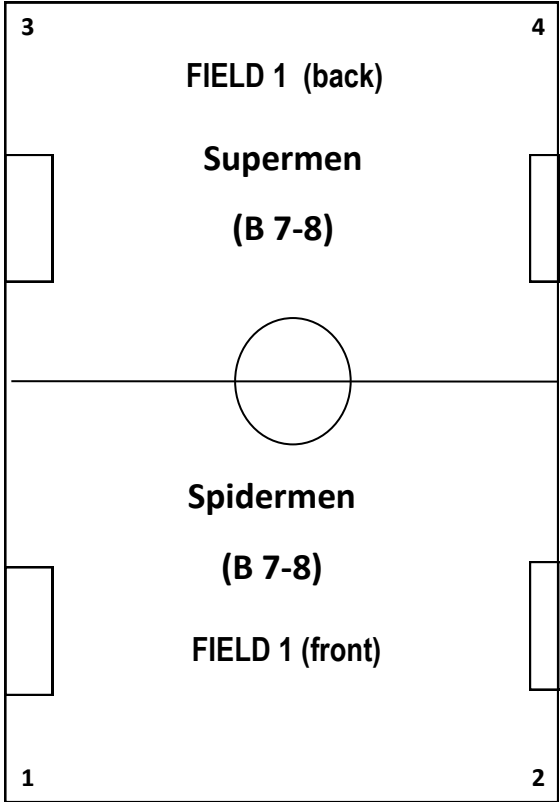 3 4
FIELD 1 (back)
Supermen
(B 7-8)
Spidermen
(B 7-8)
FIELD 1 (front)
1 2